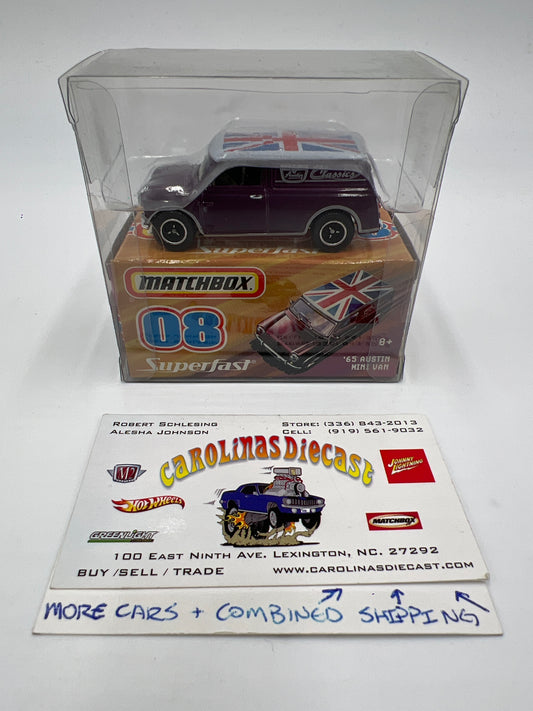 Classics
Superfast
MATCHBOX
08
Superfast
8+
'65 AUSTIN
MINI VAN
Robert Schlesing
Alesha Johnson
Store: (336) 843-2013
Cell: (919) 561-9032
CAROLINAS DIECAST
M2
JOHNNY LIGHTNING
Hot Wheels
MATCHBOX
GREENLIGHT
100 East Ninth Ave. Lexington, NC. 27292
BUY /SELL / TRADE
www.carolinasdiecast.com
MORE CARS + COMBINED SHIPPING